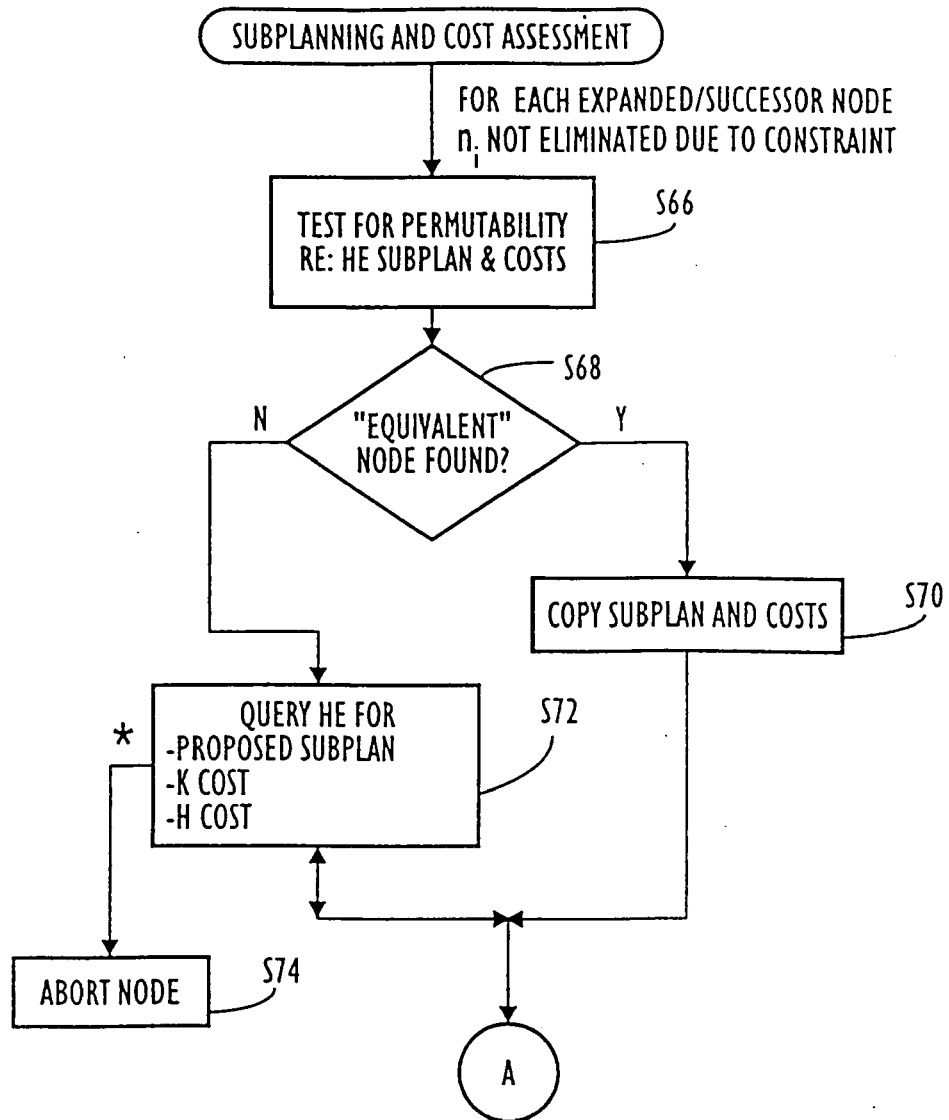 SUBPLANNING AND COST ASSESSMENT
FOR EACH EXPANDED/SUCCESSOR NODE
n_i NOT ELIMINATED DUE TO CONSTRAINT
S66
TEST FOR PERMUTABILITY
RE: HE SUBPLAN & COSTS
S68
N
Y
"EQUIVALENT"
NODE FOUND?
S70
COPY SUBPLAN AND COSTS
*
S72
QUERY HE FOR
-PROPOSED SUBPLAN
-K COST
-H COST
S74
ABORT NODE
A